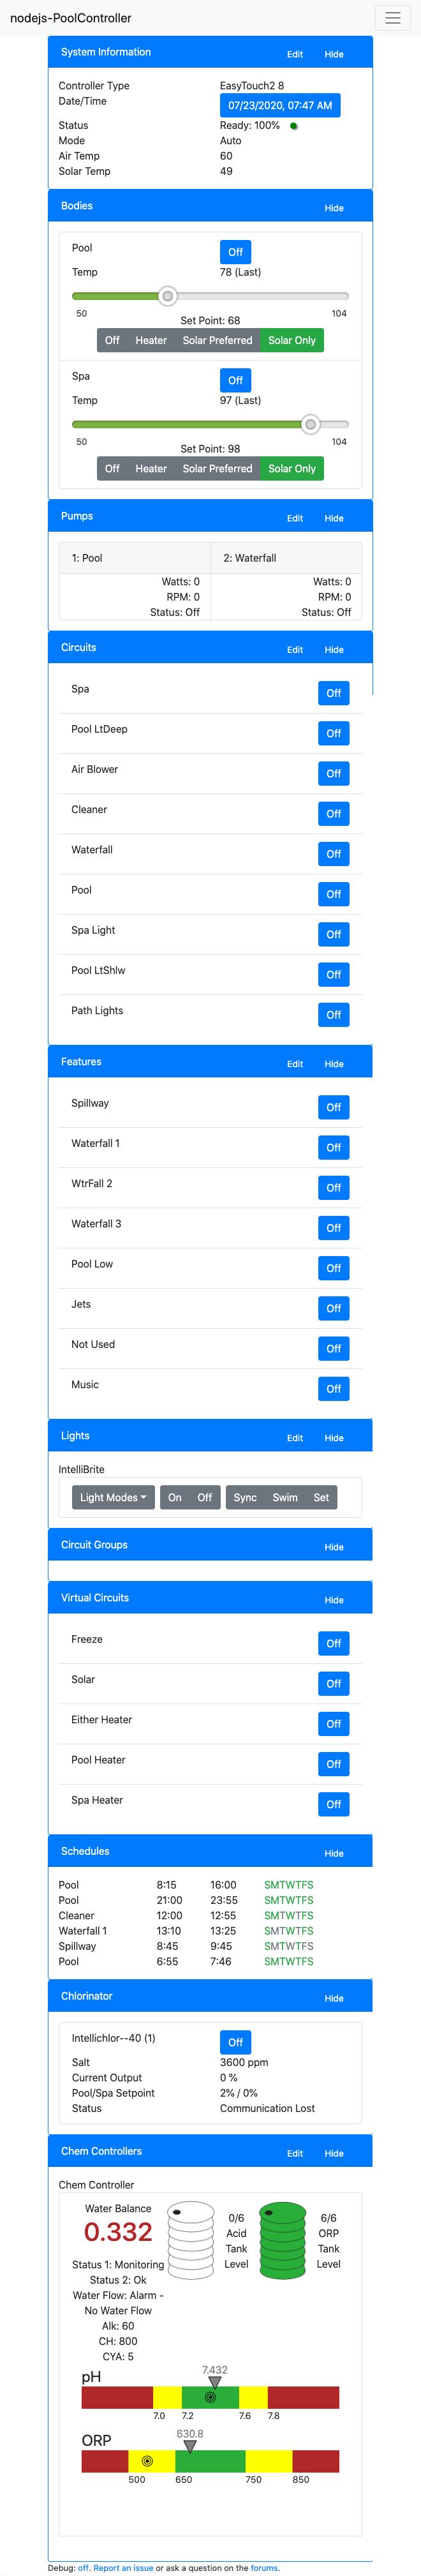 nodejs-PoolController
System Information Edit Hide
Controller Type EasyTouch2 8
Date/Time 07/23/2020, 07:47 AM
Status Ready: 100%
Mode Auto
Air Temp 60
Solar Temp 49
Bodies Hide
Pool Off
Temp 78 (Last)
50 104
Set Point: 68
Off Heater Solar Preferred Solar Only
Spa Off
Temp 97 (Last)
50 104
Set Point: 98
Off Heater Solar Preferred Solar Only
Pumps Edit Hide
1: Pool 2: Waterfall
Watts: 0 Watts: 0
RPM: 0 RPM: 0
Status: Off Status: Off
Circuits Edit Hide
Spa Off
Pool LtDeep Off
Air Blower Off
Cleaner Off
Waterfall Off
Pool Off
Spa Light Off
Pool LtShlw Off
Path Lights Off
Features Edit Hide
Spillway Off
Waterfall 1 Off
WtrFall 2 Off
Waterfall 3 Off
Pool Low Off
Jets Off
Not Used Off
Music Off
Lights Edit Hide
IntelliBrite
Light Modes On Off Sync Swim Set
Circuit Groups Hide
Virtual Circuits Hide
Freeze Off
Solar Off
Either Heater Off
Pool Heater Off
Spa Heater Off
Schedules Hide
Pool 8:15 16:00 SMTWTFS
Pool 21:00 23:55 SMTWTFS
Cleaner 12:00 12:55 SMTWTFS
Waterfall 1 13:10 13:25 SMTWTFS
Spillway 8:45 9:45 SMTWTFS
Pool 6:55 7:46 SMTWTFS
Chlorinator Hide
Intellichlor--40 (1) Off
Salt 3600 ppm
Current Output 0 %
Pool/Spa Setpoint 2% / 0%
Status Communication Lost
Chem Controllers Edit Hide
Chem Controller
Water Balance
0.332
Status 1: Monitoring
Status 2: Ok
Water Flow: Alarm -
No Water Flow
Alk: 60
CH: 800
CYA: 5
0/6
Acid
Tank
Level
6/6
ORP
Tank
Level
7.432
pH
7.0 7.2 7.6 7.8
630.8
ORP
500 650 750 850
Debug: off. Report an issue or ask a question on the forums.